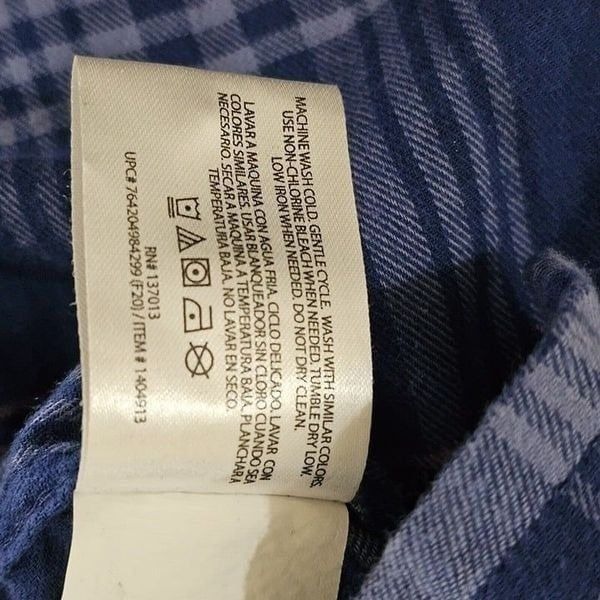 MACHINE WASH COLD, GENTLE CYCLE. WASH WITH SIMILAR COLORS
USE NON-CHLORINE BLEACH WHEN NEEDED. TUMBLE DRY LOW.
LOW IRON WHEN NEEDED. DO NOT DRY CLEAN.
LAVAR A MAQUINA CON AGUA FRIA. CICLO DELICADO. LAVAR CON
COLORES SIMILARES. USAR BLANQUEADOR SIN CLORO CUANDO SEA
NECESARIO. SECAR A MAQUINA A TEMPERATURA BAJA. PLANCHAR A
TEMPERATURA BAJA. NO LAVAR EN SECO.
RN# 137013
UPC# 764204984299 (F20) / ITEM # 1404913